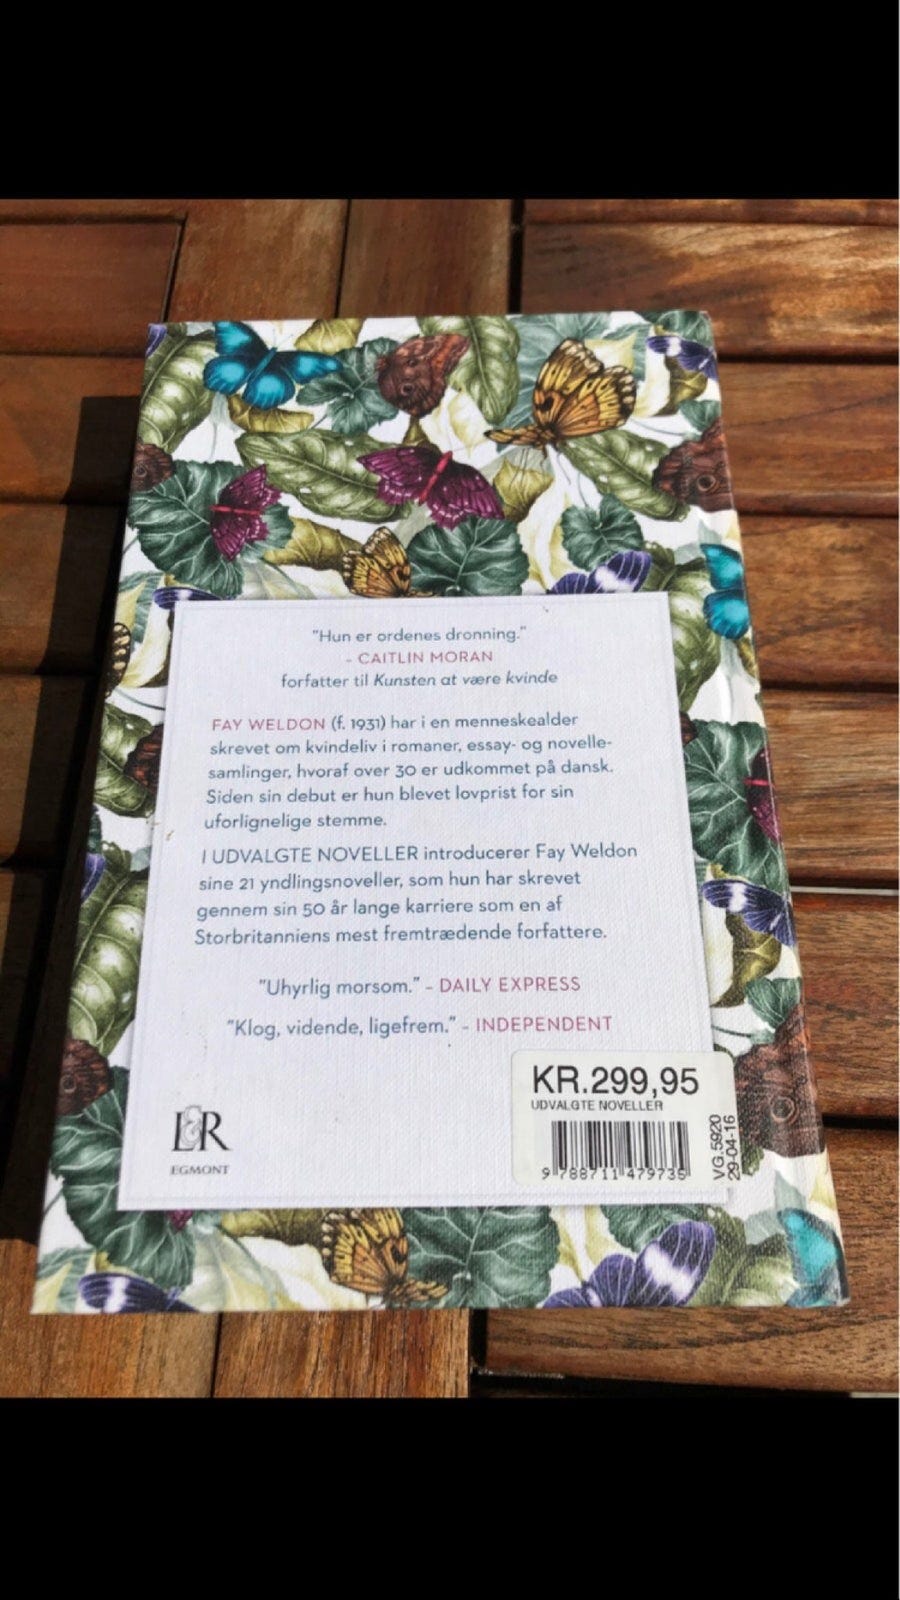 "Hun er ordenes dronning."
- CAITLIN MORAN
forfatter til Kunsten at være kvinde
FAY WELDON (f. 1931) har i en menneskealder
skrevet om kvindeliv i romaner, essay- og novelle-
samlinger, hvoraf over 30 er udkommet på dansk.
Siden sin debut er hun blevet lovprist for sin
uforlignelige stemme.
I UDVALGTE NOVELLER introducerer Fay Weldon
sine 21 yndlingsnoveller, som hun har skrevet
gennem sin 50 år lange karriere som en af
Storbritanniens mest fremtrædende forfattere.
"Uhyrlig morsom." - DAILY EXPRESS
"Klog, vidende, ligefrem." - INDEPENDENT
L&R
EGMONT
KR.299,95
UDVALGTE NOVELLER
9 788711 479735
VG.5920
29-04-16